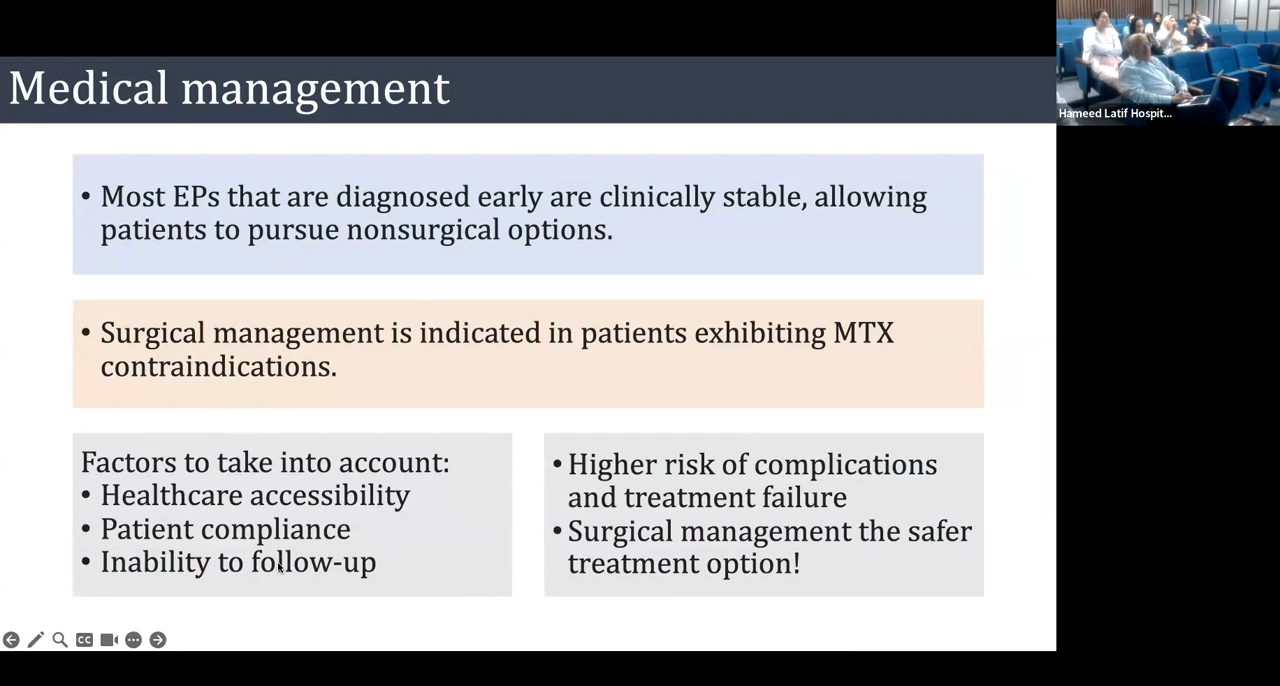 Medical management
• Most EPs that are diagnosed early are clinically stable, allowing
patients to pursue nonsurgical options.
• Surgical management is indicated in patients exhibiting MTX
contraindications.
Factors to take into account:
• Healthcare accessibility
• Patient compliance
• Inability to follow-up
• Higher risk of complications
and treatment failure
• Surgical management the safer
treatment option!
CC
Hameed Latif Hospit...